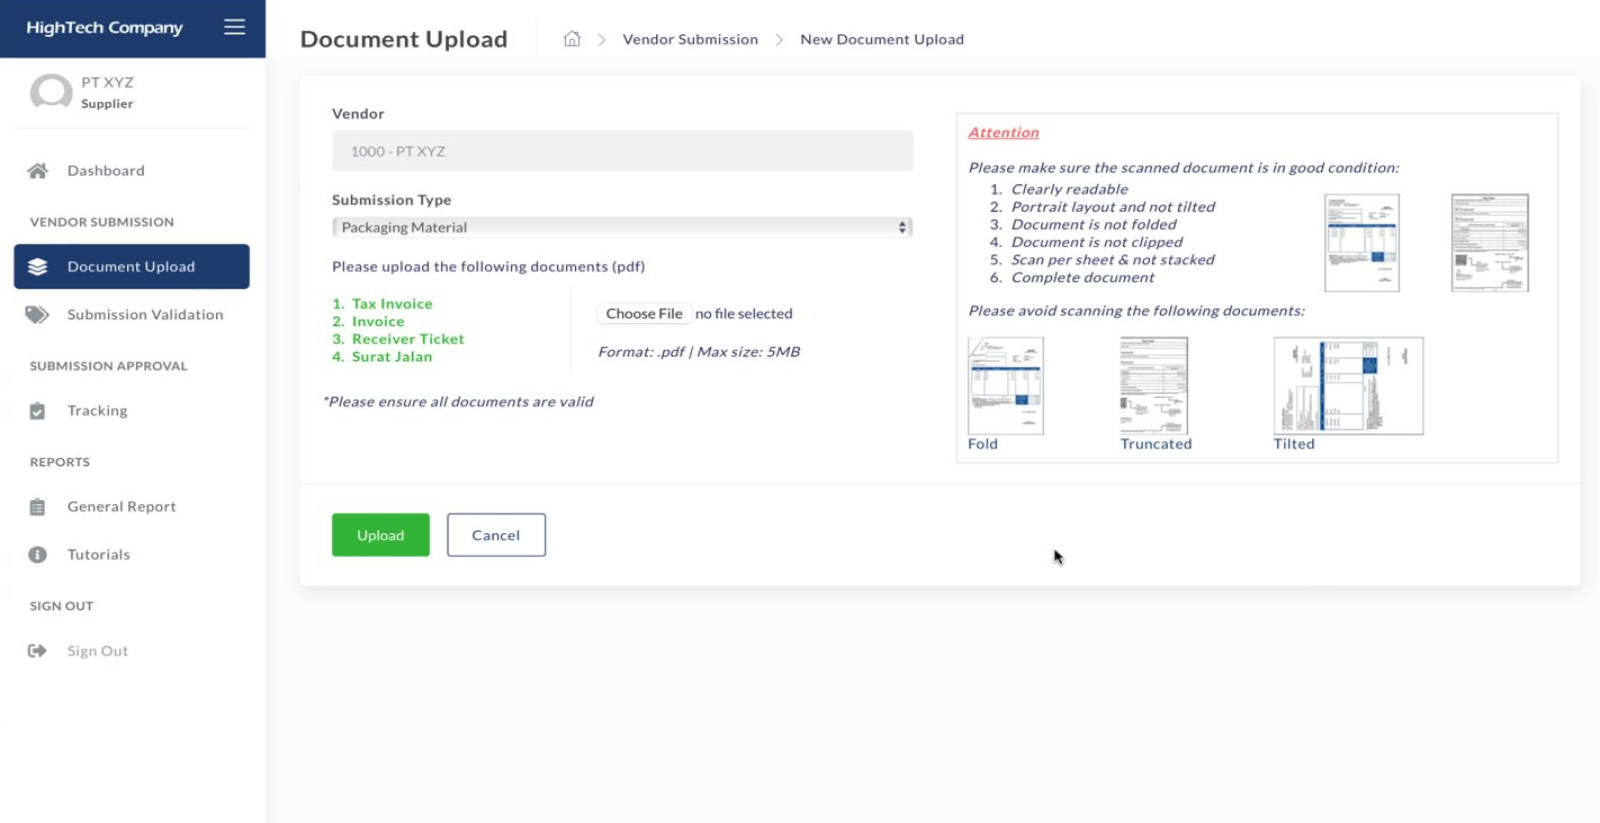 HighTech Company
PT XYZ
Supplier
Dashboard
VENDOR SUBMISSION
Document Upload
Submission Validation
SUBMISSION APPROVAL
Tracking
REPORTS
General Report
Tutorials
SIGN OUT
Sign Out
Document Upload
Vendor Submission > New Document Upload
Vendor
1000 - PT XYZ
Submission Type
Packaging Material
Please upload the following documents (pdf)
1. Tax Invoice
2. Invoice
3. Receiver Ticket
4. Surat Jalan
Choose File no file selected
Format: .pdf | Max size: 5MB
*Please ensure all documents are valid
Attention
Please make sure the scanned document is in good condition:
1. Clearly readable
2. Portrait layout and not tilted
3. Document is not folded
4. Document is not clipped
5. Scan per sheet & not stacked
6. Complete document
Please avoid scanning the following documents:
Fold
Truncated
Tilted
Upload
Cancel